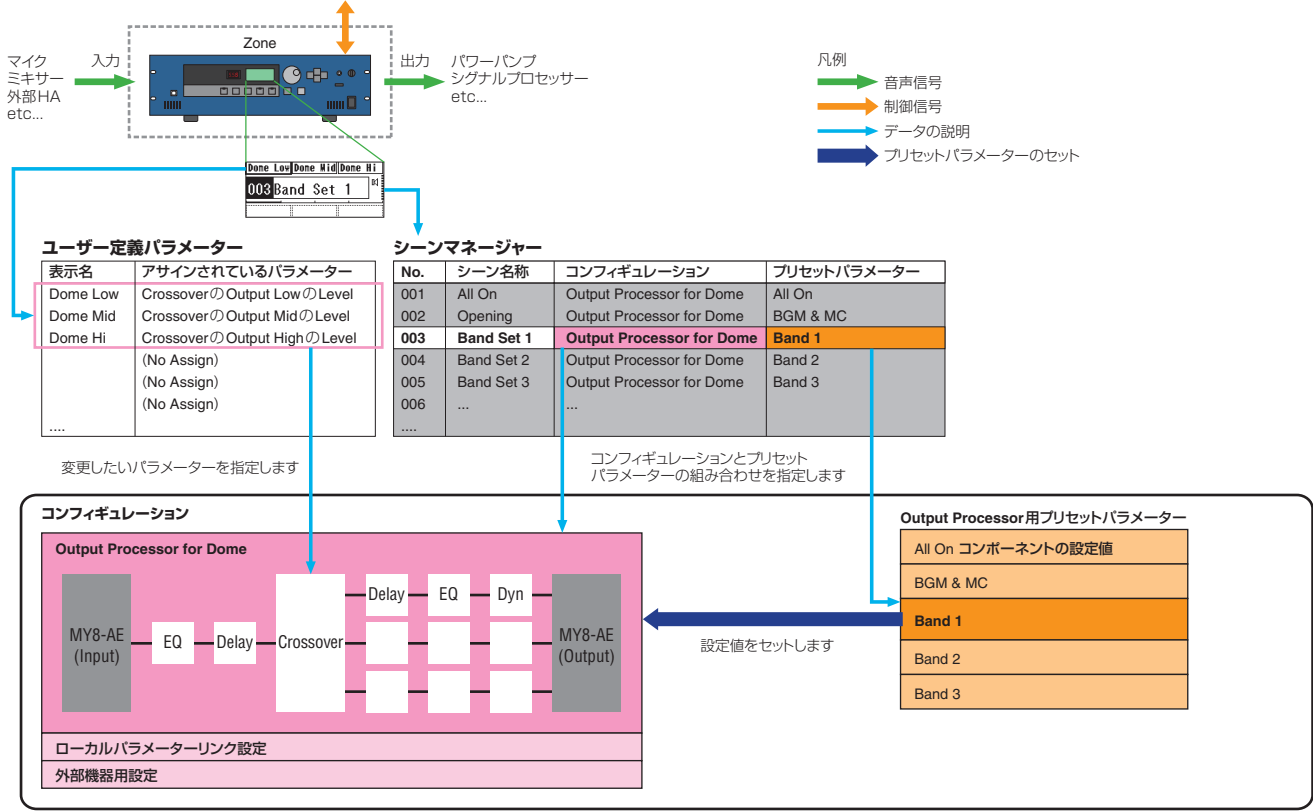 Zone
マイク
ミキサー
外部HA
etc...
入力
出力
パワーパンプ
シグナルプロセッサー
etc...
凡例
音声信号
制御信号
データの説明
プリセットパラメーターのセット
Dome Low Dome Mid Dome Hi
003 Band Set 1
ユーザー定義パラメーター
表示名 アサインされているパラメーター
Dome Low CrossoverのOutput LowのLevel
Dome Mid CrossoverのOutput MidのLevel
Dome Hi CrossoverのOutput HighのLevel
(No Assign)
(No Assign)
(No Assign)
....
シーンマネージャー
No. シーン名称 コンフィギュレーション プリセットパラメーター
001 All On Output Processor for Dome All On
002 Opening Output Processor for Dome BGM & MC
003 Band Set 1 Output Processor for Dome Band 1
004 Band Set 2 Output Processor for Dome Band 2
005 Band Set 3 Output Processor for Dome Band 3
006 ... ...
....
変更したいパラメーターを指定します
コンフィギュレーションとプリセット
パラメーターの組み合わせを指定します
コンフィギュレーション
Output Processor for Dome
MY8-AE
(Input)
EQ
Delay
Crossover
Delay
EQ
Dyn
MY8-AE
(Output)
ローカルパラメーターリンク設定
外部機器用設定
設定値をセットします
Output Processor用プリセットパラメーター
All On コンポーネントの設定値
BGM & MC
Band 1
Band 2
Band 3